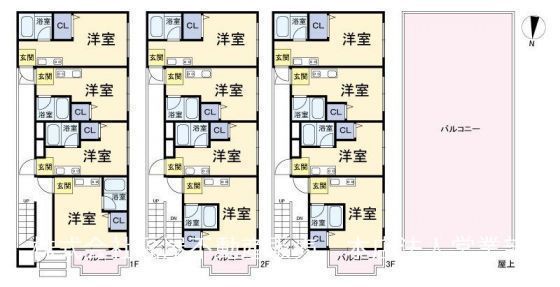 浴室 CL 洋室
玄関
玄関
浴室 洋室
CL
浴室
CL 洋室
玄関
玄関
浴室
洋室 CL
UP
バルコニー 1F
浴室 CL 洋室
玄関
玄関
浴室 洋室
CL
浴室
CL 洋室
玄関
玄関
洋室
浴室 CL
UP DN
バルコニー 2F
浴室 CL 洋室
玄関
玄関
浴室 洋室
CL
浴室
CL 洋室
玄関
玄関
洋室
浴室 CL
DN
バルコニー 3F
N
バルコニー
屋上